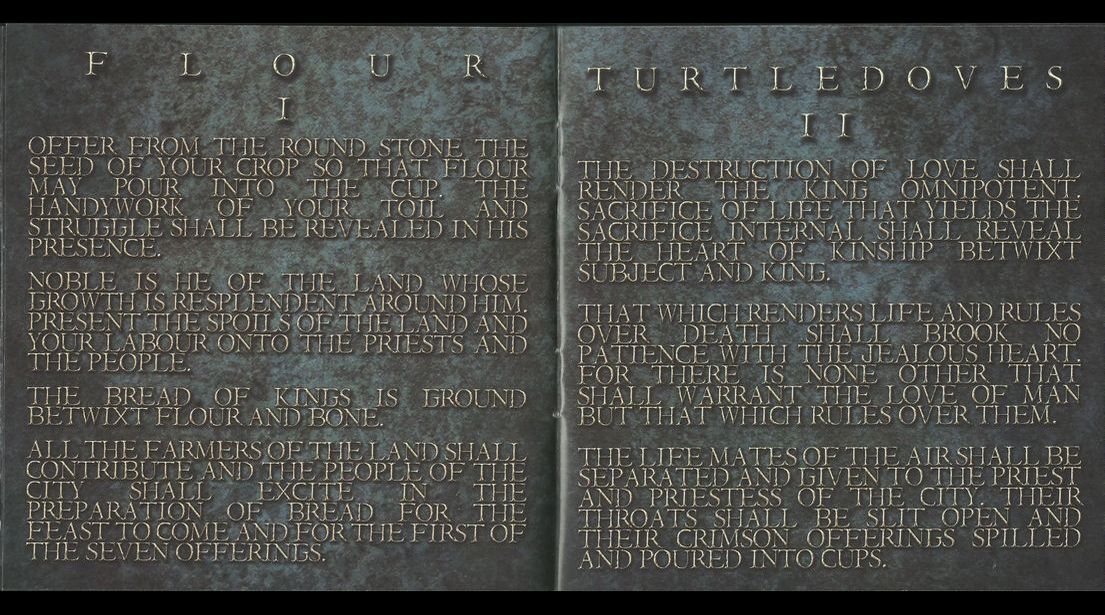 FLOUR
I
OFFER FROM THE ROUND STONE THE
SEED OF YOUR CROP SO THAT FLOUR
MAY POUR INTO THE CUP. THE
HANDYWORK OF YOUR TOIL AND
STRUGGLE SHALL BE REVEALED IN HIS
PRESENCE.
NOBLE IS HE OF THE LAND WHOSE
GROWTH IS RESPLENDENT AROUND HIM.
PRESENT THE SPOILS OF THE LAND AND
YOUR LABOUR ONTO THE PRIESTS AND
THE PEOPLE.
THE BREAD OF KINGS IS GROUND
BETWIXT FLOUR AND BONE.
ALL THE FARMERS OF THE LAND SHALL
CONTRIBUTE AND THE PEOPLE OF THE
CITY SHALL EXCITE IN THE
PREPARATION OF BREAD FOR THE
FEAST TO COME AND FOR THE FIRST OF
THE SEVEN OFFERINGS.
TURTLEDOVES
II
THE DESTRUCTION OF LOVE SHALL
RENDER THE KING OMNIPOTENT.
SACRIFICE OF LIFE THAT YIELDS THE
SACRIFICE INTERNAL SHALL REVEAL
THE HEART OF KINSHIP BETWIXT
SUBJECT AND KING.
THAT WHICH RENDERS LIFE AND RULES
OVER DEATH SHALL BROOK NO
PATIENCE WITH THE JEALOUS HEART.
FOR THERE IS NONE OTHER THAT
SHALL WARRANT THE LOVE OF MAN
BUT THAT WHICH RULES OVER THEM.
THE LIFE MATES OF THE AIR SHALL BE
SEPARATED AND GIVEN TO THE PRIEST
AND PRIESTESS OF THE CITY. THEIR
THROATS SHALL BE SLIT OPEN AND
THEIR CRIMSON OFFERINGS SPILLED
AND POURED INTO CUPS.